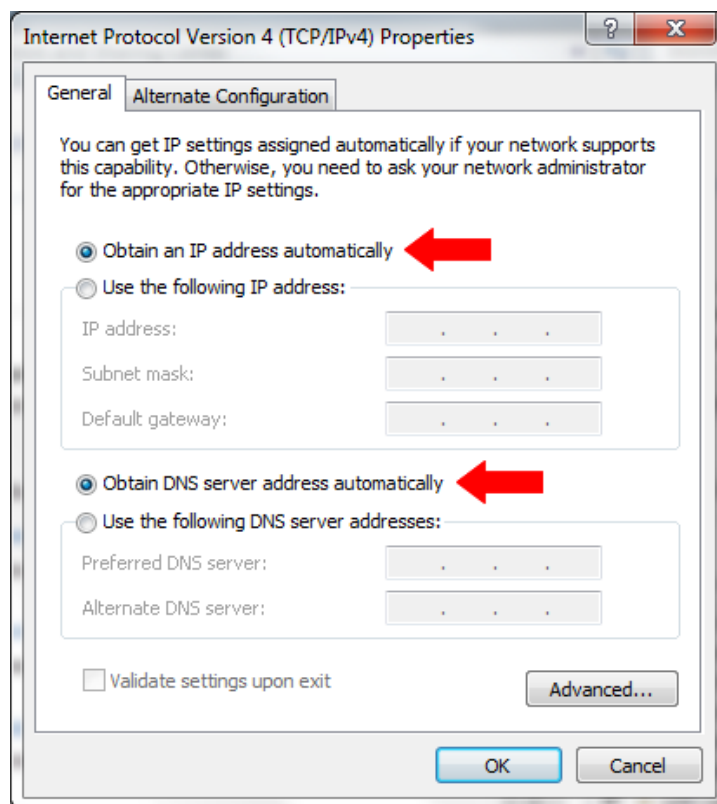 Internet Protocol Version 4 (TCP/IPv4) Properties
General
Alternate Configuration
You can get IP settings assigned automatically if your network supports
this capability. Otherwise, you need to ask your network administrator
for the appropriate IP settings.
Obtain an IP address automatically
Use the following IP address:
IP address:
Subnet mask:
Default gateway:
Obtain DNS server address automatically
Use the following DNS server addresses:
Preferred DNS server:
Alternate DNS server:
Validate settings upon exit
Advanced...
OK
Cancel